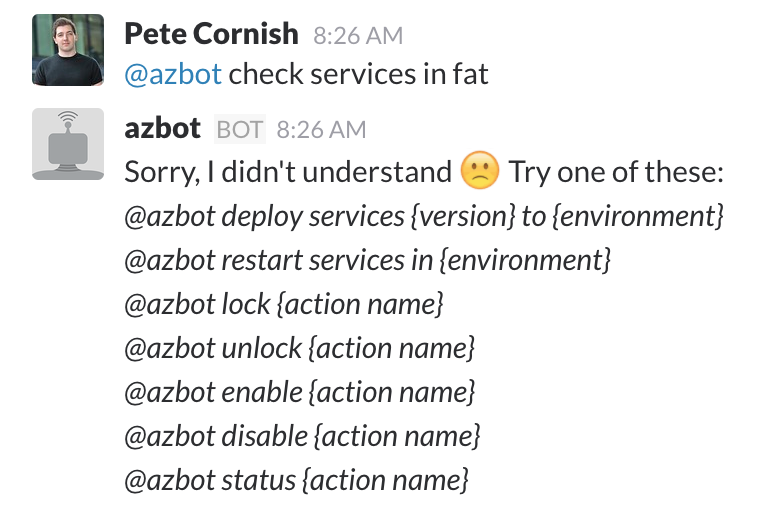 Pete Cornish 8:26 AM
@azbot check services in fat
azbot BOT 8:26 AM
Sorry, I didn't understand 🙁 Try one of these:
@azbot deploy services {version} to {environment}
@azbot restart services in {environment}
@azbot lock {action name}
@azbot unlock {action name}
@azbot enable {action name}
@azbot disable {action name}
@azbot status {action name}